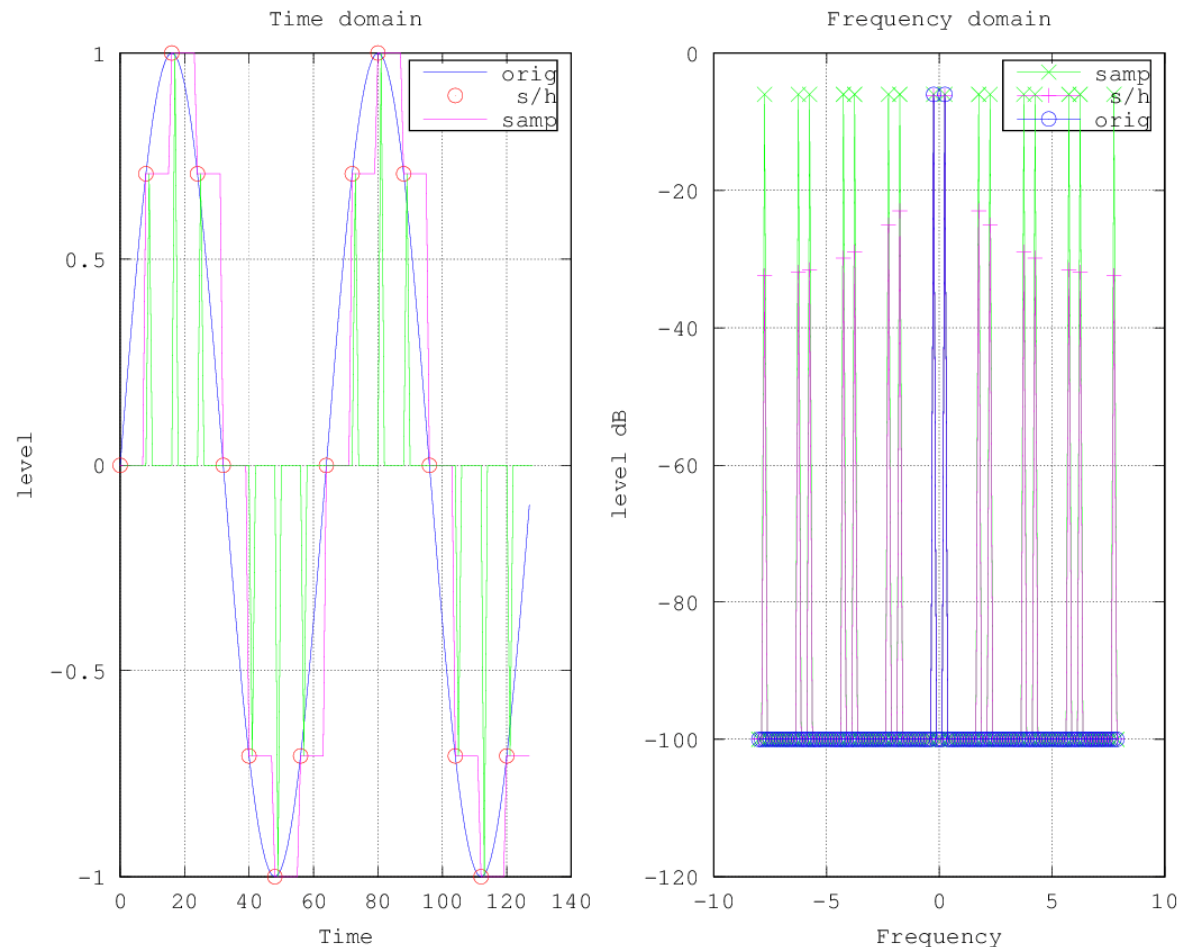 Time domain
1
0.5
0
-0.5
-1
level
0 20 40 60 80 100 120 140
Time
orig
s/h
samp
Frequency domain
0
-20
-40
-60
-80
-100
-120
level dB
-10 -5 0 5 10
Frequency
samp
s/h
orig